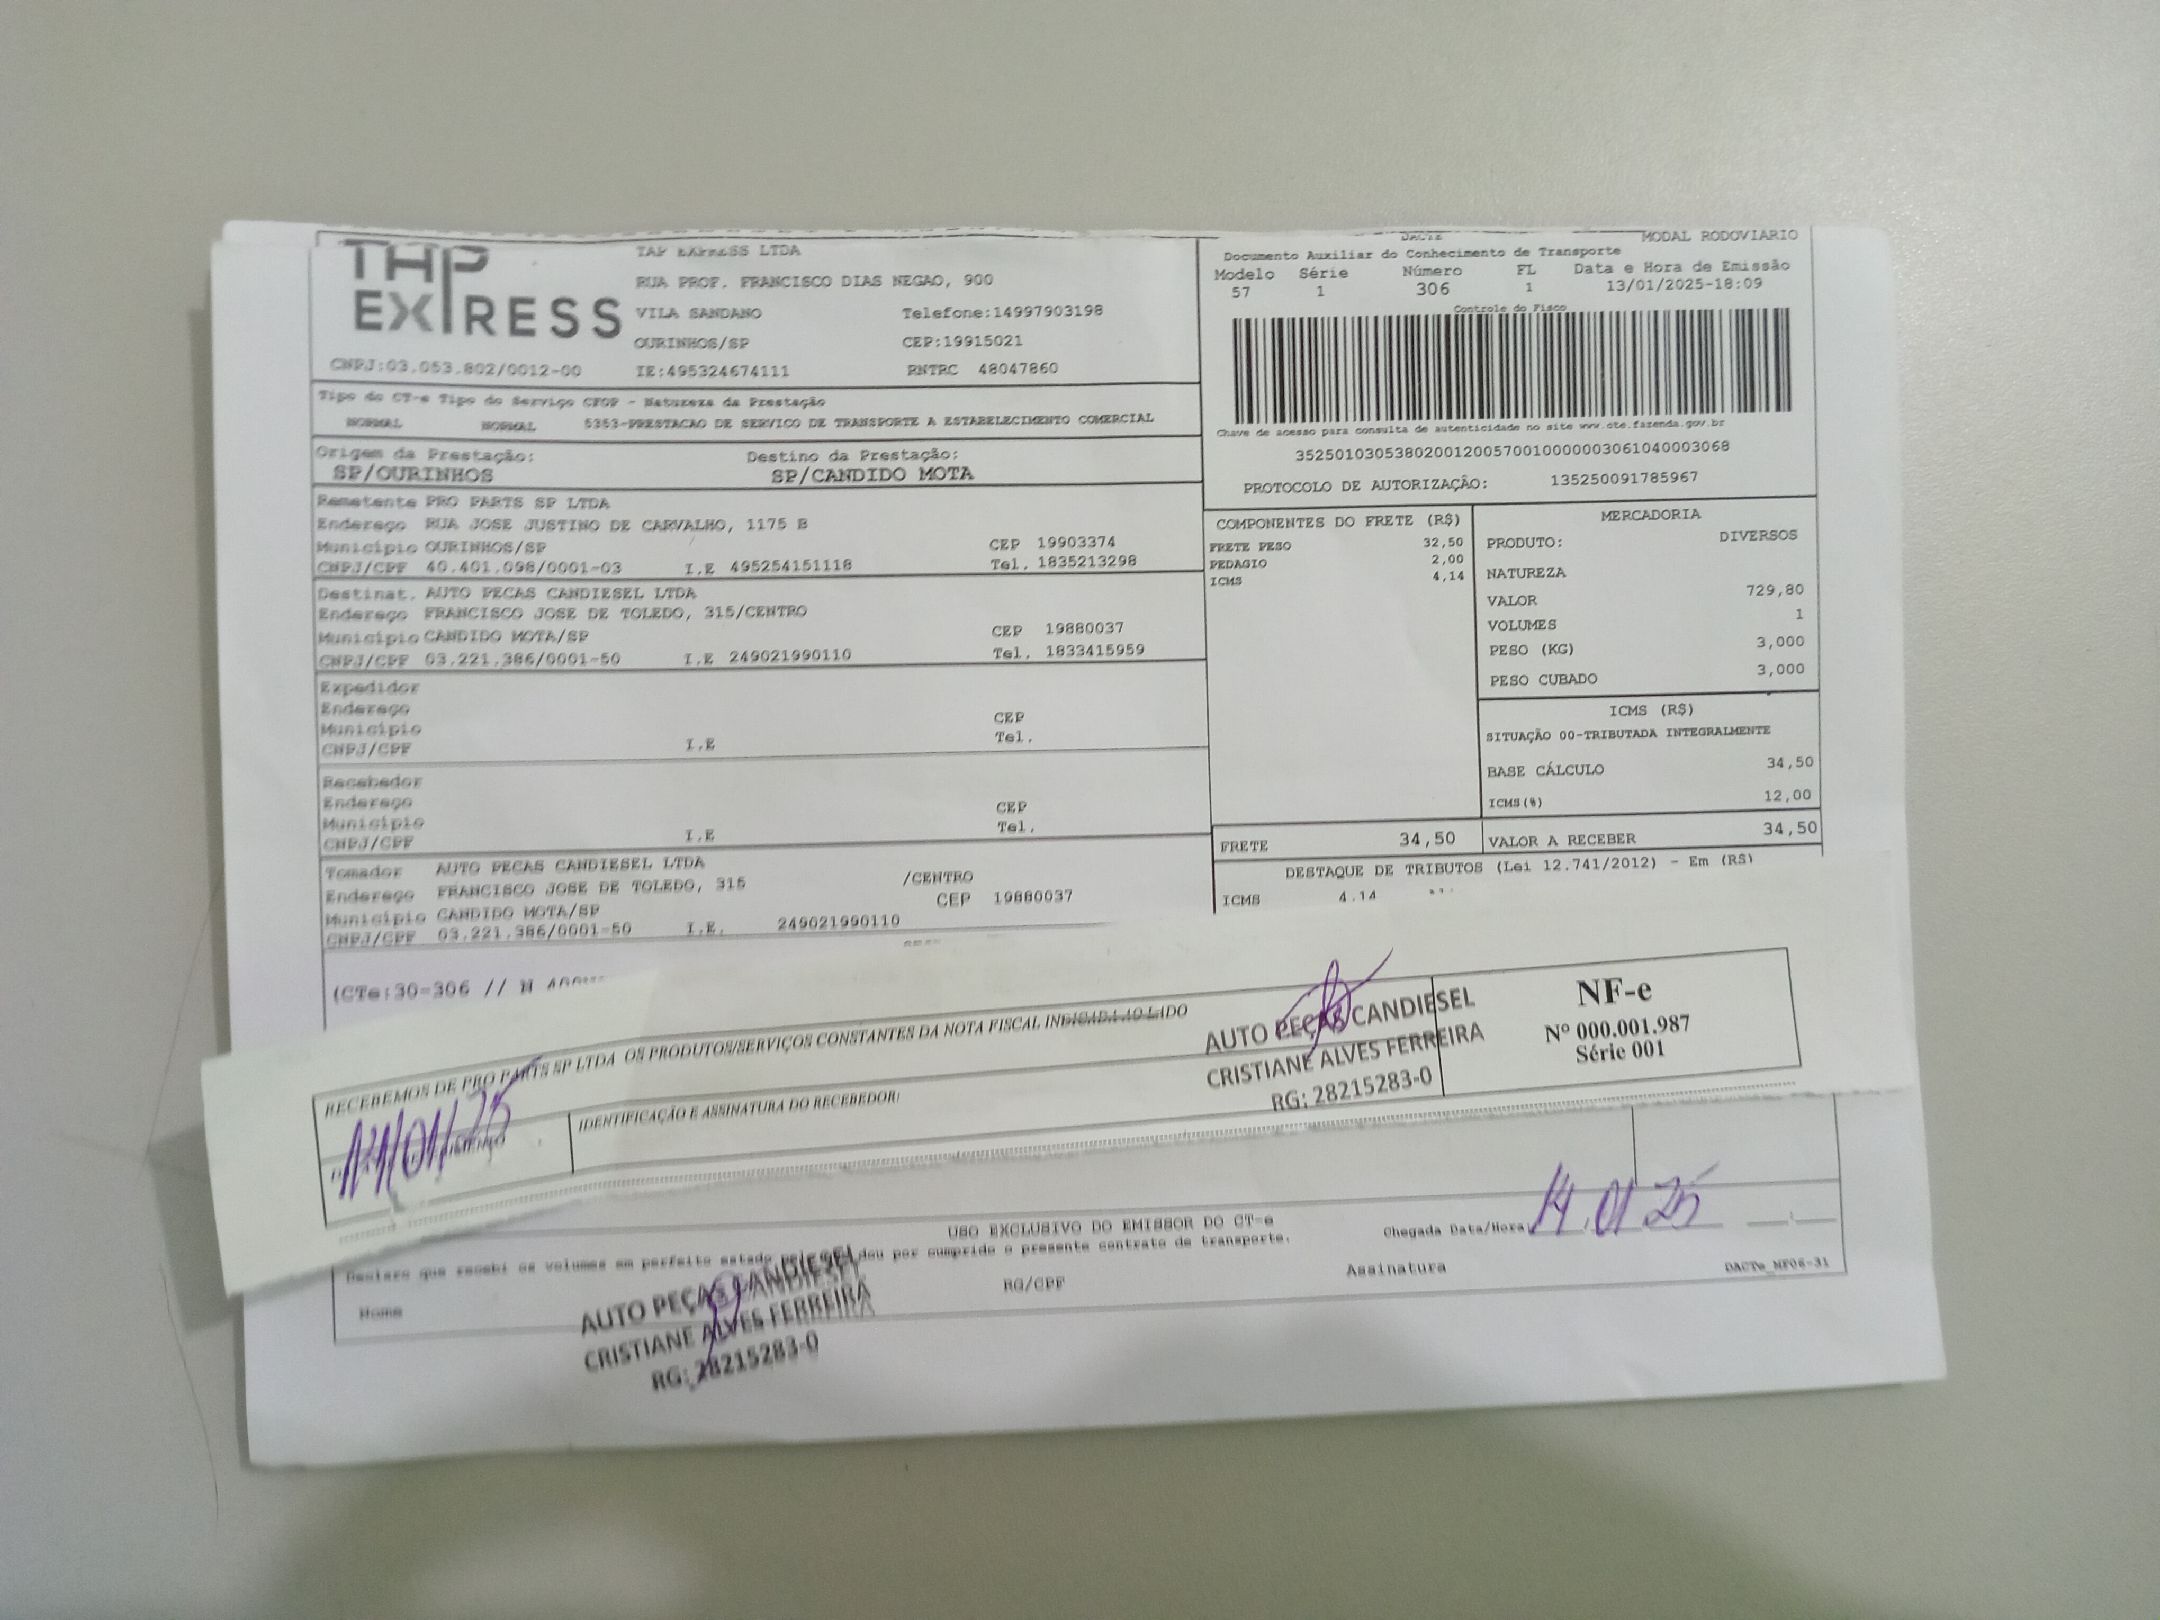 THP
EXPRESS
TAP EXPRESS LTDA
RUA PROF. FRANCISCO DIAS NEGAO, 900
VILA SANDANO Telefone:14997903198
OURINHOS/SP CEP:19915021
CNPJ:03.053.802/0012-00 IE:495324674111 RNTRC 48047860
DACTE MODAL RODOVIARIO
Documento Auxiliar do Conhecimento de Transporte
Modelo Série Número FL Data e Hora de Emissão
57 1 306 1 13/01/2025-18:09
Controle do Fisco
Chave de acesso para consulta de autenticidade no site www.cte.fazenda.gov.br
35250103053802001200570010000003061040003068
PROTOCOLO DE AUTORIZAÇÃO: 135250091785967
Tipo do CT-e Tipo do Serviço CFOP - Natureza da Prestação
NORMAL NORMAL 5353-PRESTACAO DE SERVICO DE TRANSPORTE A ESTABELECIMENTO COMERCIAL
Origem da Prestação: Destino da Prestação:
SP/OURINHOS SP/CANDIDO MOTA
Remetente PRO PARTS SP LTDA
Endereço RUA JOSE JUSTINO DE CARVALHO, 1175 B
Município OURINHOS/SP CEP 19903374
CNPJ/CPF 40.401.098/0001-03 I.E 495254151118 Tel. 1835213298
Destinat. AUTO PECAS CANDIESEL LTDA
Endereço FRANCISCO JOSE DE TOLEDO, 315/CENTRO
Município CANDIDO MOTA/SP CEP 19880037
CNPJ/CPF 03.221.386/0001-50 I.E 249021990110 Tel. 1833415959
Expedidor
Endereço
Município CEP
CNPJ/CPF I.E Tel.
Recebedor
Endereço
Município CEP
CNPJ/CPF I.E Tel.
Tomador AUTO PECAS CANDIESEL LTDA
Endereço FRANCISCO JOSE DE TOLEDO, 315 /CENTRO
Município CANDIDO MOTA/SP CEP 19880037
CNPJ/CPF 03.221.386/0001-50 I.E. 249021990110
COMPONENTES DO FRETE (R$)
FRETE PESO 32,50
PEDAGIO 2,00
ICMS 4,14
MERCADORIA
PRODUTO: DIVERSOS
NATUREZA
VALOR 729,80
VOLUMES 1
PESO (KG) 3,000
PESO CUBADO 3,000
ICMS (R$)
SITUAÇÃO 00-TRIBUTADA INTEGRALMENTE
BASE CÁLCULO 34,50
ICMS(%) 12,00
FRETE 34,50 VALOR A RECEBER 34,50
DESTAQUE DE TRIBUTOS (Lei 12.741/2012) - Em (R$)
ICMS 4,14
(CTe:30-306 //
RECEBEMOS DE PRO PARTS SP LTDA OS PRODUTOS/SERVIÇOS CONSTANTES DA NOTA FISCAL INDICADA AO LADO
IDENTIFICAÇÃO E ASSINATURA DO RECEBEDOR
AUTO PEÇAS CANDIESEL
CRISTIANE ALVES FERREIRA
RG: 28215283-0
NF-e
Nº 000.001.987
Série 001
USO EXCLUSIVO DO EMISSOR DO CT-e
Chegada Data/Hora 14.01.25
Declaro que recebi os volumes em perfeito estado pelo que dou por cumprido o presente contrato de transporte.
Nome RG/CPF Assinatura DACTe_NF06-31
AUTO PEÇAS CANDIESEL
CRISTIANE ALVES FERREIRA
RG: 28215283-0